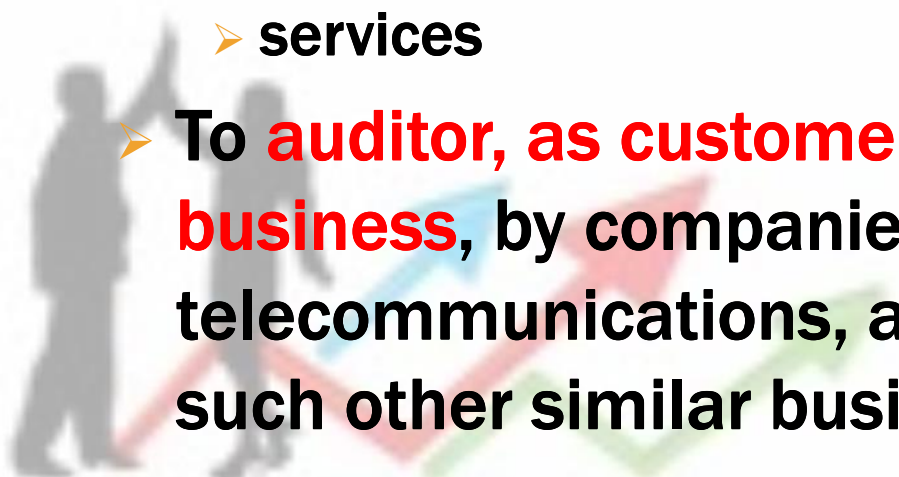 services
To auditor, as custome
business, by companie
telecommunications, a
such other similar busi